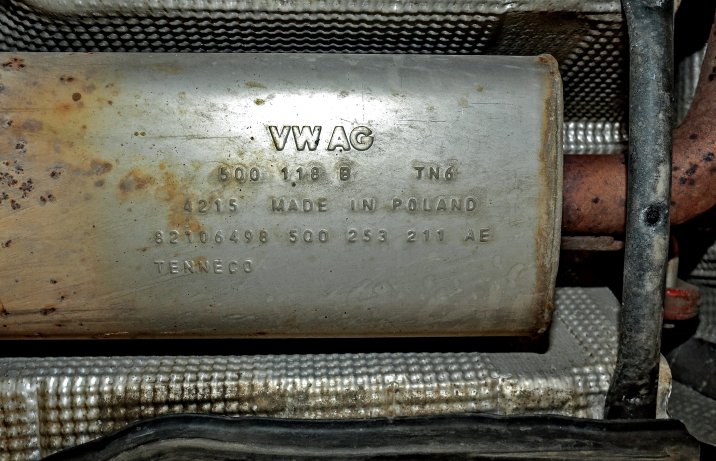 VW AG
500 118 B TN6
4215 MADE IN POLAND
82106498 500 253 211 AE
TENNECO